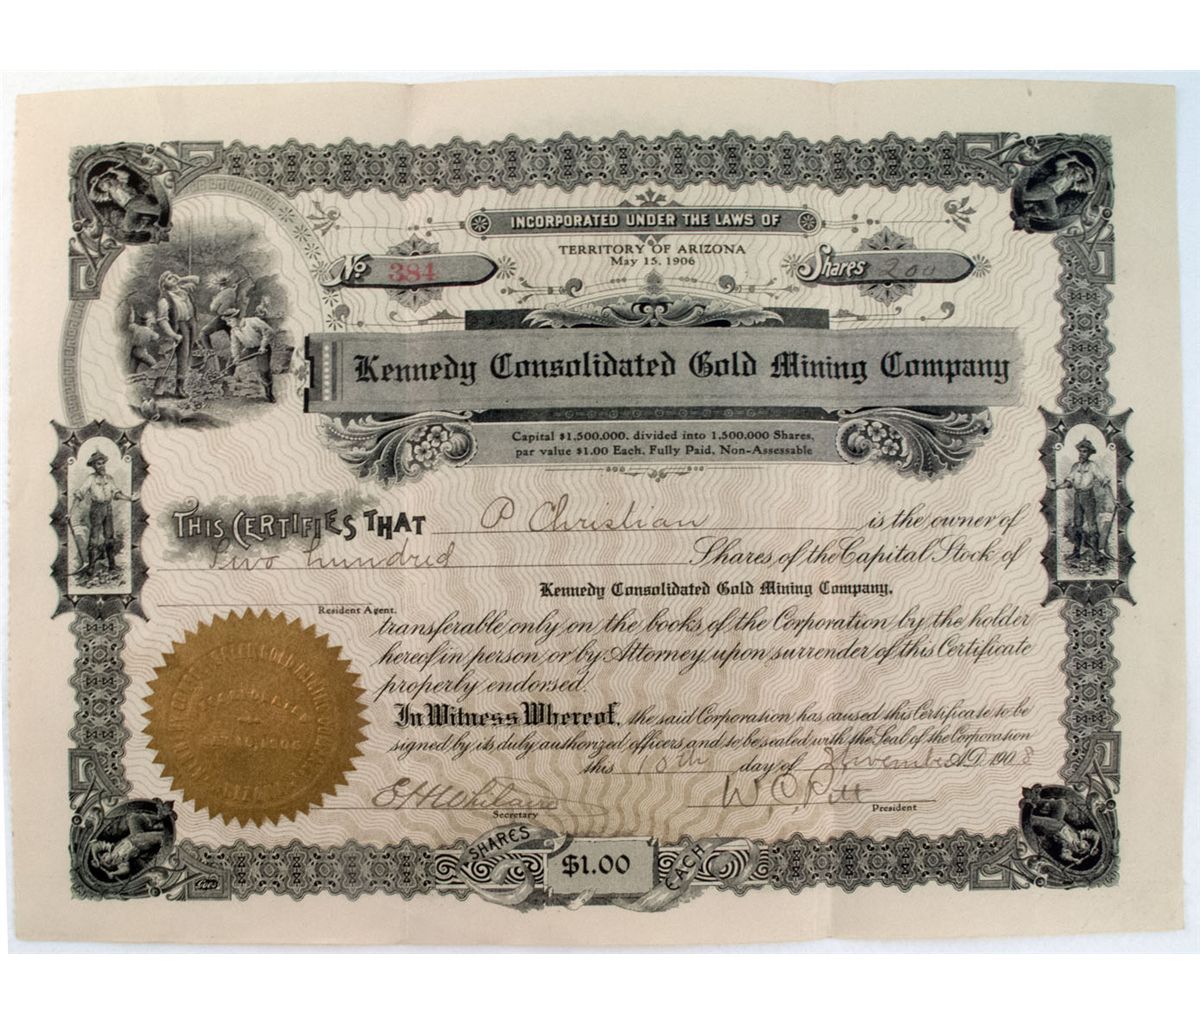 INCORPORATED UNDER THE LAWS OF
TERRITORY OF ARIZONA
May 15, 1906
No 384
Shares 200
Kennedy Consolidated Gold Mining Company
Capital $1,500,000, divided into 1,500,000 Shares,
par value $1.00 Each, Fully Paid, Non-Assessable
THIS CERTIFIES THAT P Christian is the owner of
Two hundred Shares of the Capital Stock of
Kennedy Consolidated Gold Mining Company,
Resident Agent.
transferable only on the books of the Corporation by the holder
hereof in person or by Attorney upon surrender of this Certificate
properly endorsed.
In Witness Whereof, the said Corporation has caused this Certificate to be
signed by its duly authorized officers and to be sealed with the Seal of the Corporation
this 10th day of November A.D. 1908
W C Pitt
Secretary
President
SHARES
$1.00
EACH